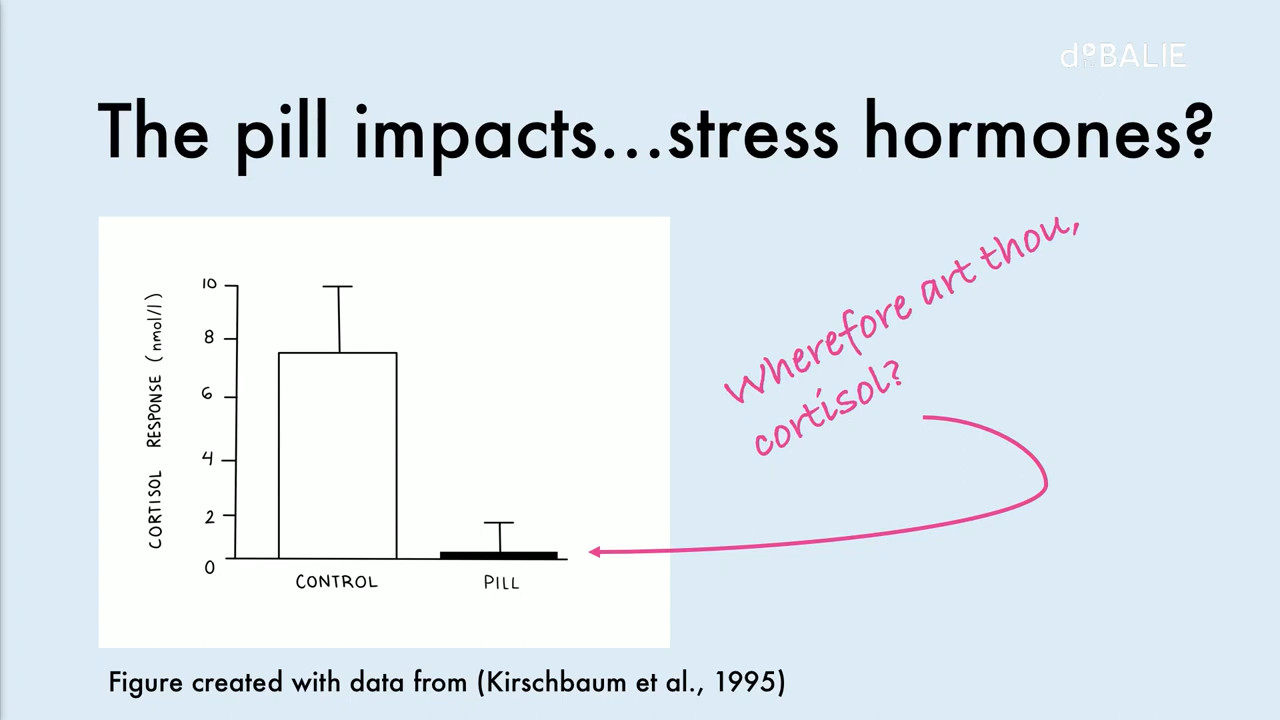 de BALIE
The pill impacts...stress hormones?
Wherefore art thou,
cortisol?
CORTISOL RESPONSE (nmol/l)
10
8
6
4
2
0
CONTROL PILL
Figure created with data from (Kirschbaum et al., 1995)